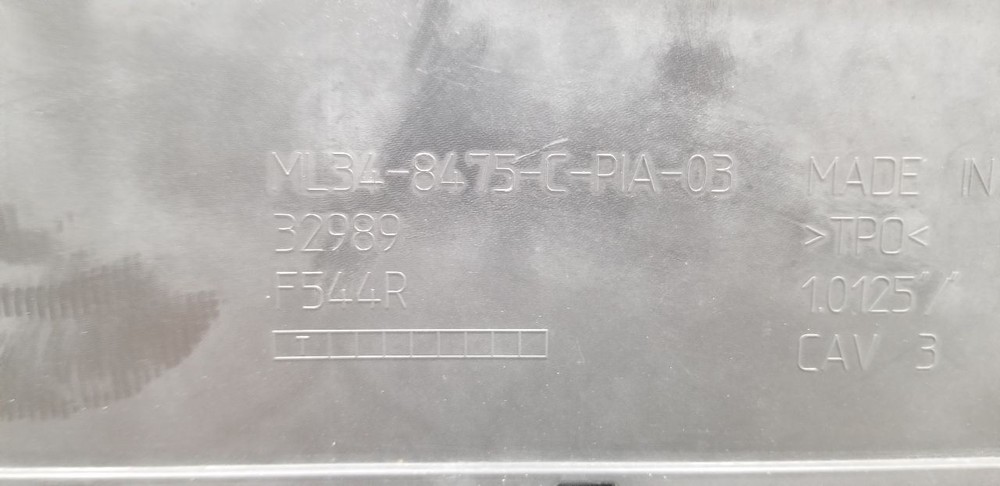 ML34-8475-C-PIA-03
32989
F544R
MADE IN
>TPO<
1.0125
CAV 3